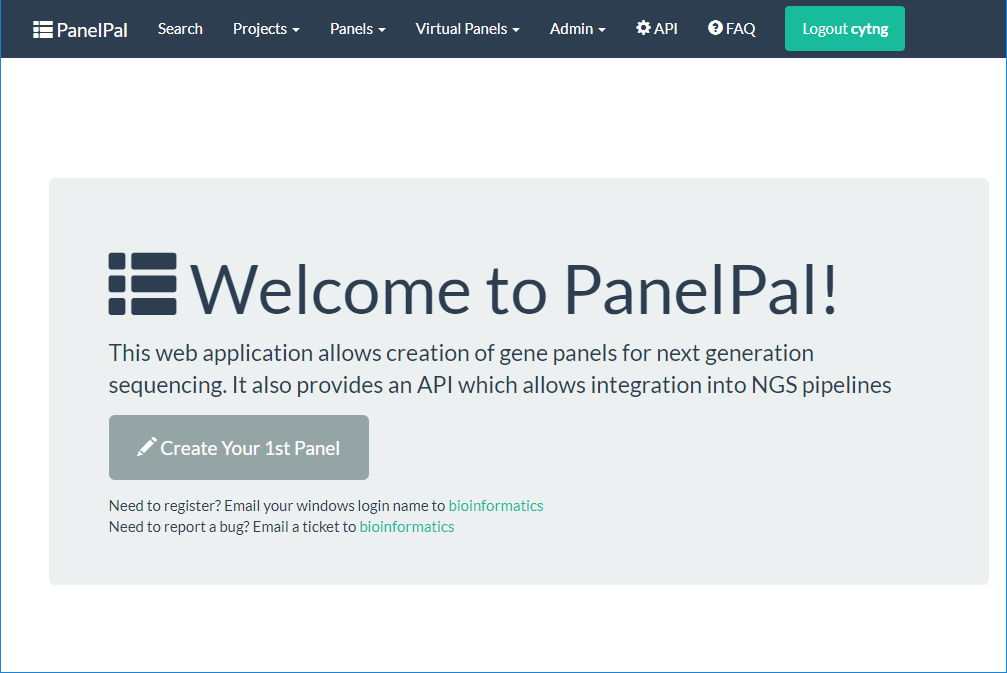 PanelPal Search Projects Panels Virtual Panels Admin API FAQ Logout cytng
Welcome to PanelPal!
This web application allows creation of gene panels for next generation
sequencing. It also provides an API which allows integration into NGS pipelines
Create Your 1st Panel
Need to register? Email your windows login name to bioinformatics
Need to report a bug? Email a ticket to bioinformatics